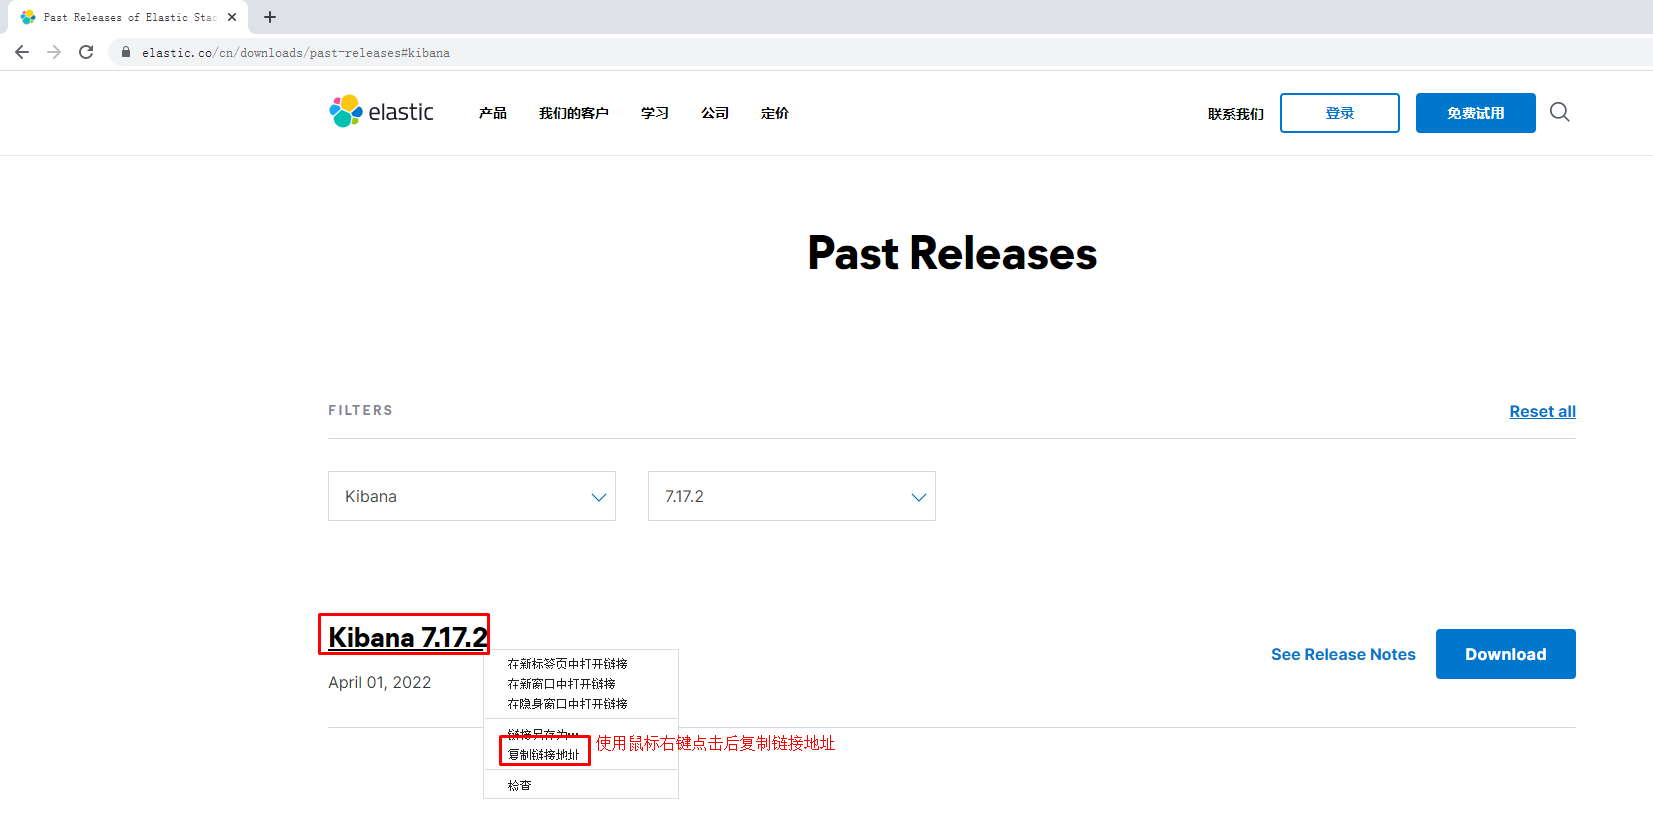 Past Releases of Elastic Stac
elastic.co/cn/downloads/past-releases#kibana
elastic 产品 我们的客户 学习 公司 定价 联系我们 登录 免费试用
Past Releases
FILTERS Reset all
Kibana 7.17.2
Kibana 7.17.2
April 01, 2022
See Release Notes Download
在新标签页中打开链接
在新窗口中打开链接
在隐身窗口中打开链接
链接另存为...
复制链接地址 使用鼠标右键点击后复制链接地址
检查